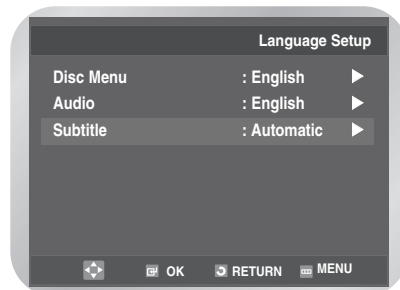 Language Setup
Disc Menu : English
Audio : English
Subtitle : Automatic
OK RETURN MENU